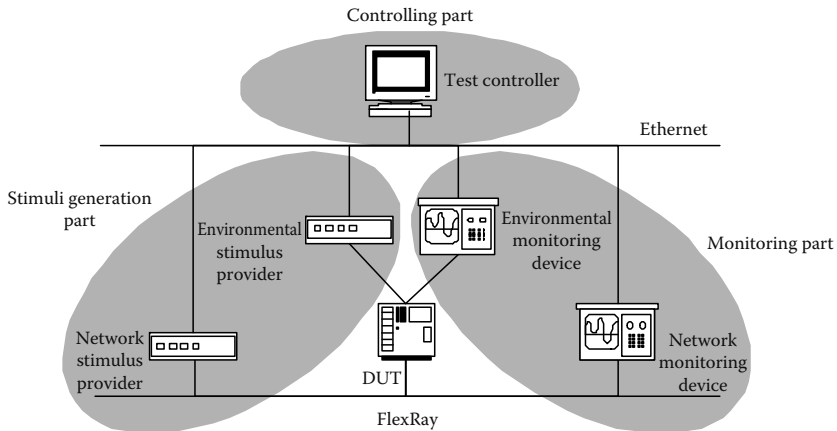 Controlling part
Test controller
Ethernet
Stimuli generation
part
Environmental
stimulus
provider
Environmental
monitoring
device
Monitoring part
Network
stimulus
provider
DUT
Network
monitoring
device
FlexRay